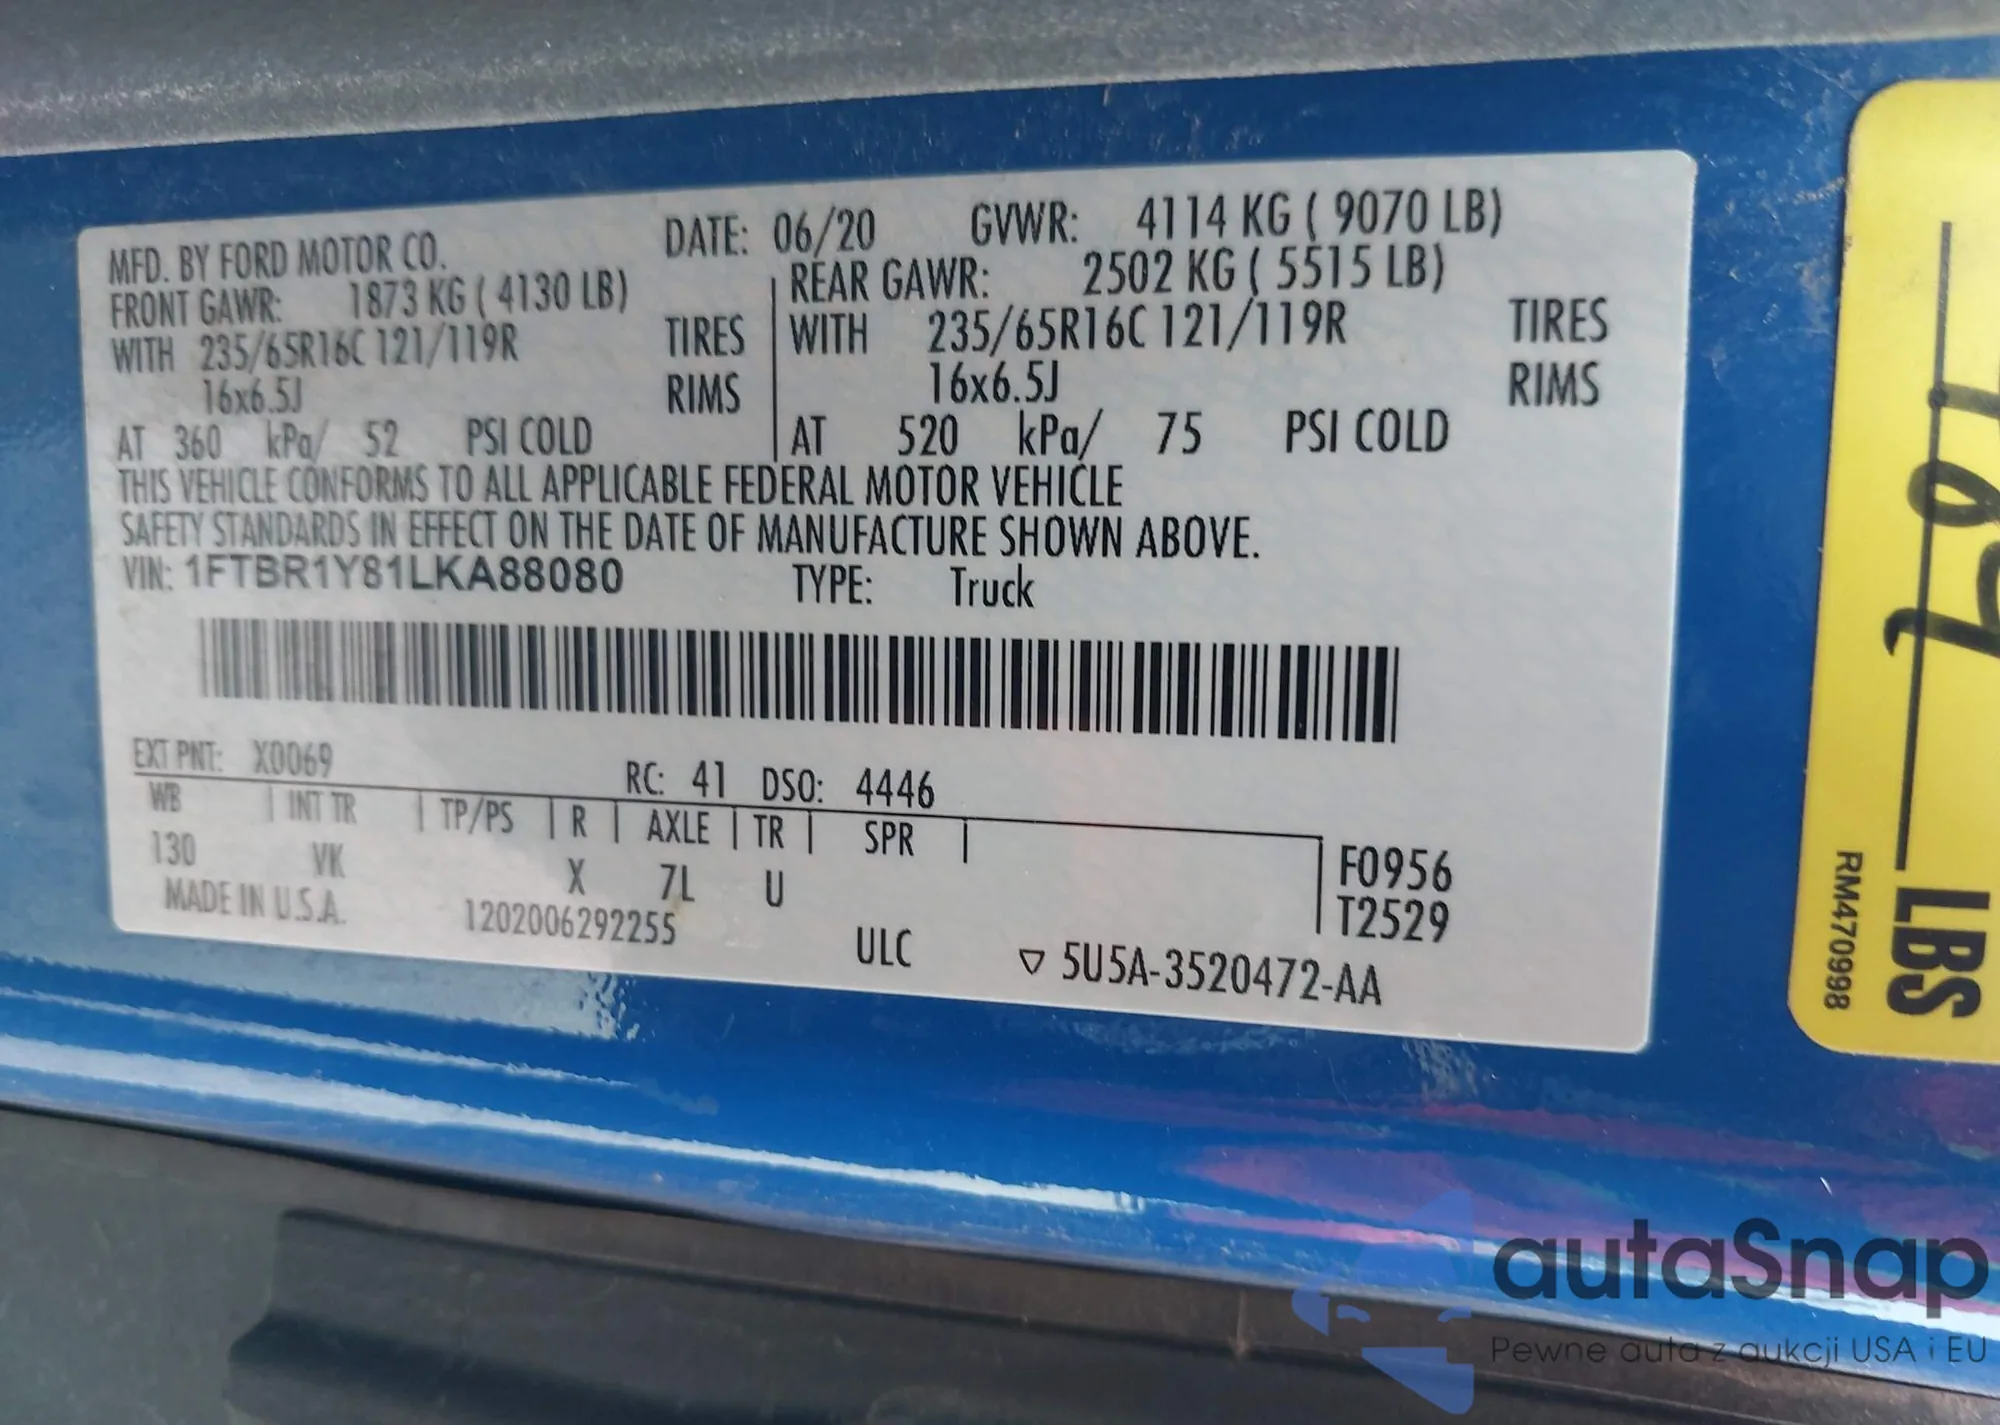 MFD. BY FORD MOTOR CO. DATE: 06/20 GVWR: 4114 KG ( 9070 LB)
FRONT GAWR: 1873 KG ( 4130 LB) REAR GAWR: 2502 KG ( 5515 LB)
WITH 235/65R16C 121/119R TIRES WITH 235/65R16C 121/119R TIRES
16x6.5J RIMS 16x6.5J RIMS
AT 360 kPa/ 52 PSI COLD AT 520 kPa/ 75 PSI COLD
THIS VEHICLE CONFORMS TO ALL APPLICABLE FEDERAL MOTOR VEHICLE
SAFETY STANDARDS IN EFFECT ON THE DATE OF MANUFACTURE SHOWN ABOVE.
VIN: 1FTBR1Y81LKA88080 TYPE: Truck
EXT PNT: X0069 RC: 41 DSO: 4446
WB INT TR TP/PS R AXLE TR SPR F0956
130 VK X 7L U T2529
MADE IN U.S.A. 1202006292255 ULC ▽ 5U5A-3520472-AA
LBS
RM470998
autaSnap
Pewne auta z aukcji USA i EU